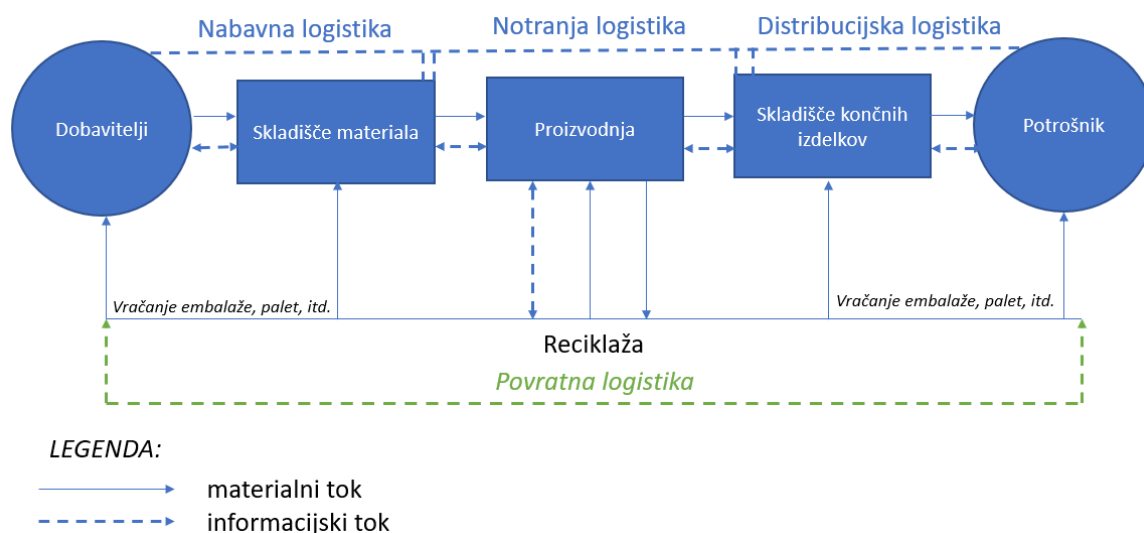 Nabavna logistika
Notranja logistika
Distribucijska logistika
Dobavitelji
Skladišče materiala
Proizvodnja
Skladišče končnih
izdelkov
Potrošnik
Vračanje embalaže, palet, itd.
Vračanje embalaže, palet, itd.
Reciklaža
Povratna logistika
LEGENDA:
materialni tok
informacijski tok